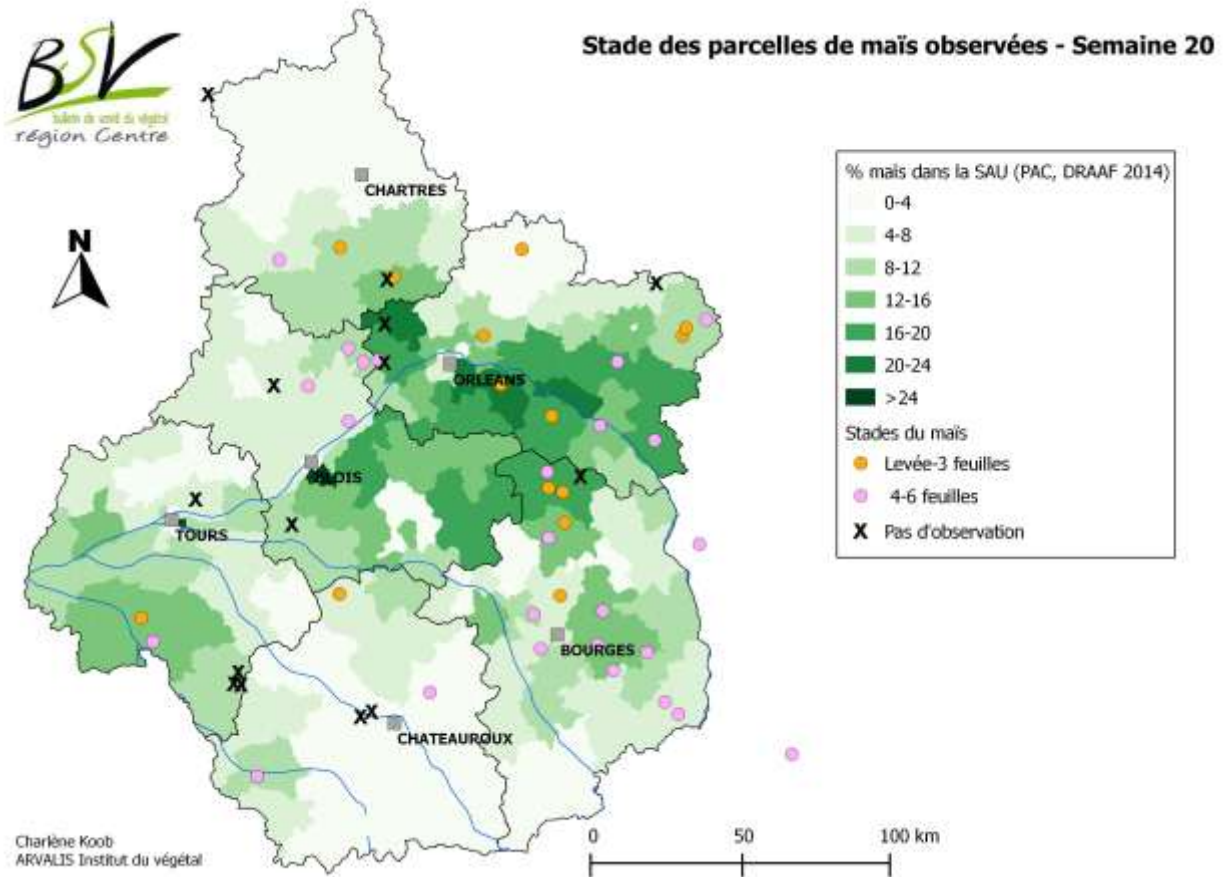 Stade des parcelles de maïs observées - Semaine 20
BSV
bulletin de santé du végétal
région Centre
N
CHARTRES
ORLEANS
BLOIS
TOURS
BOURGES
CHATEAUROUX
% maïs dans la SAU (PAC, DRAAF 2014)
0-4
4-8
8-12
12-16
16-20
20-24
>24
Stades du maïs
Levée-3 feuilles
4-6 feuilles
X Pas d'observation
0 50 100 km
Charlène Koob
ARVALIS Institut du végétal